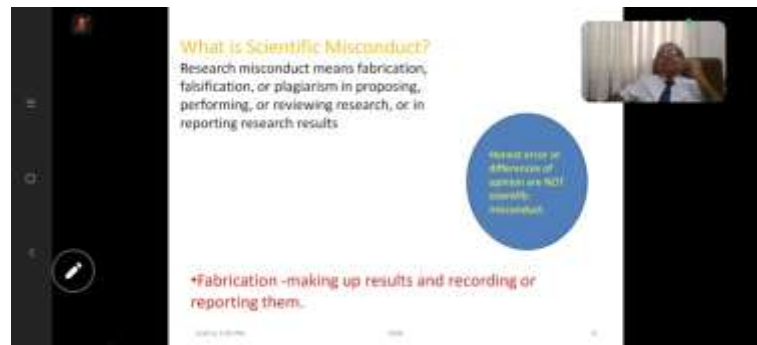 What is Scientific Misconduct?
Research misconduct means fabrication,
falsification, or plagiarism in proposing,
performing, or reviewing research, or in
reporting research results
Honest error or
differences of
opinion are NOT
scientific
misconduct
•Fabrication -making up results and recording or
reporting them.